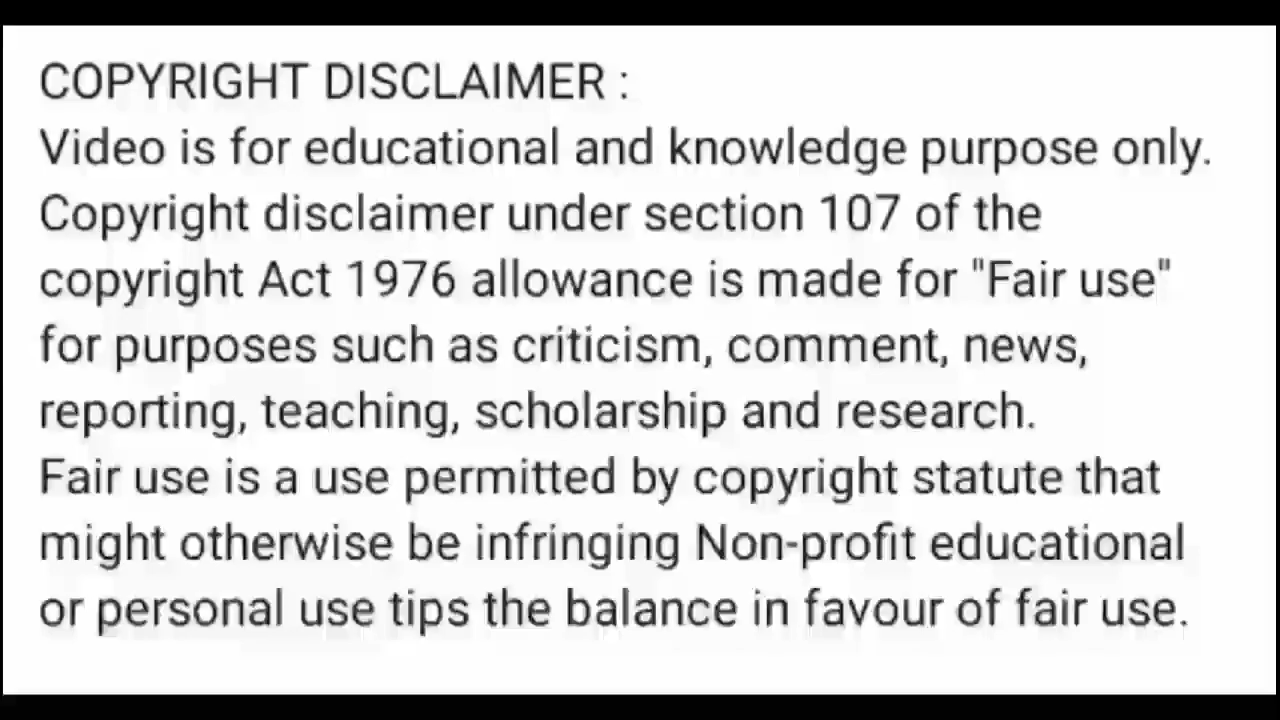 COPYRIGHT DISCLAIMER :
Video is for educational and knowledge purpose only.
Copyright disclaimer under section 107 of the
copyright Act 1976 allowance is made for "Fair use"
for purposes such as criticism, comment, news,
reporting, teaching, scholarship and research.
Fair use is a use permitted by copyright statute that
might otherwise be infringing Non-profit educational
or personal use tips the balance in favour of fair use.